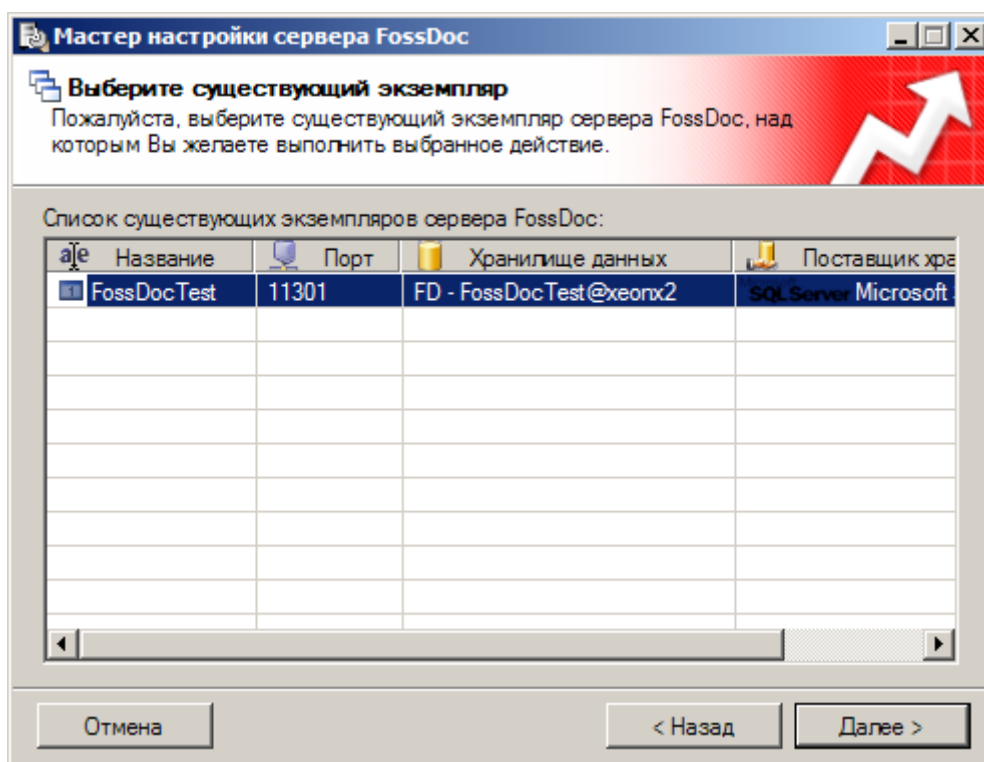 Мастер настройки сервера FossDoc
Выберите существующий экземпляр
Пожалуйста, выберите существующий экземпляр сервера FossDoc, над
которым Вы желаете выполнить выбранное действие.
Список существующих экземпляров сервера FossDoc:
Название Порт Хранилище данных Поставщик хра
FossDocTest 11301 FD - FossDocTest@xeonx2 SQL Server Microsoft
Отмена < Назад Далее >